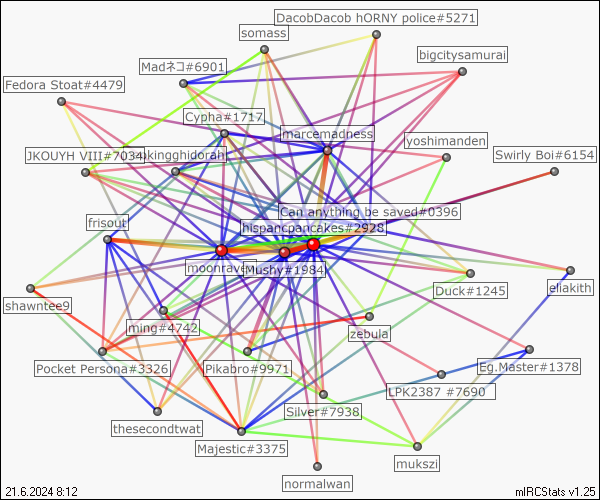 DacobDacob hORNY police#5271
somass
bigcitysamurai
Madネコ#6901
Fedora Stoat#4479
Cypha#1717
marcemadness
yoshimanden
JKOUYH VIII#7034
kingghidorah
Swirly Boi#6154
Can anything be saved#0396
frisout
hispancpancakes#2928
moonraven
Mushy#1984
eliakith
Duck#1245
shawntee9
ming#4742
zebula
Pocket Persona#3326
Pikabro#9971
Eg.Master#1378
LPK2387 #7690
Silver#7938
thesecondtwat
Majestic#3375
mukszi
normalwan
21.6.2024 8:12
mIRCStats v1.25